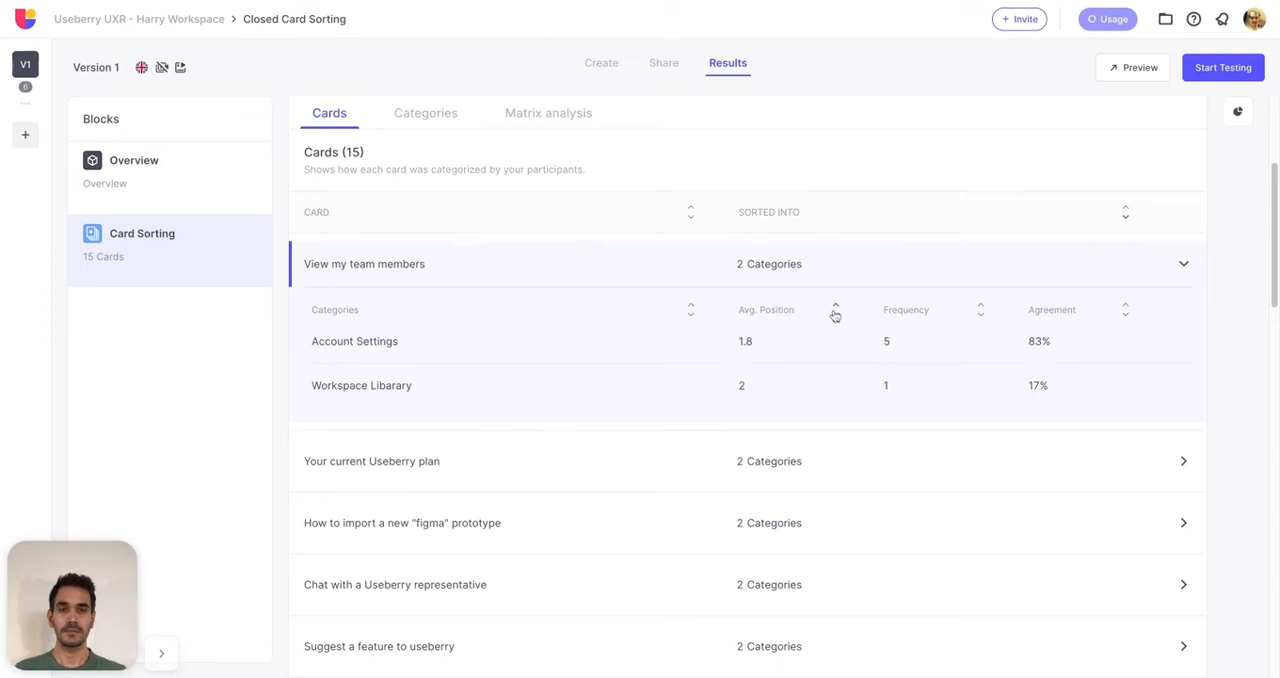 Useberry UXR - Harry Workspace > Closed Card Sorting
+ Invite
Usage
V1
Version 1
Create
Share
Results
Preview
Start Testing
6
Blocks
Overview
Overview
Card Sorting
15 Cards
Cards
Categories
Matrix analysis
Cards (15)
Shows how each card was categorized by your participants.
CARD
SORTED INTO
View my team members
2 Categories
Categories
Avg. Position
Frequency
Agreement
Account Settings
1.8
5
83%
Workspace Libarary
2
1
17%
Your current Useberry plan
2 Categories
How to import a new "figma" prototype
2 Categories
Chat with a Useberry representative
2 Categories
Suggest a feature to useberry
2 Categories